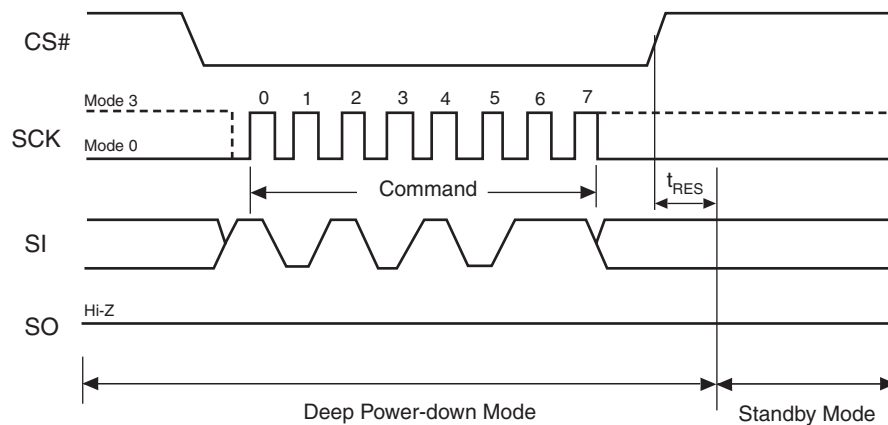 CS#
Mode 3
0 1 2 3 4 5 6 7
SCK
Mode 0
Command
tRES
SI
Hi-Z
SO
Deep Power-down Mode
Standby Mode